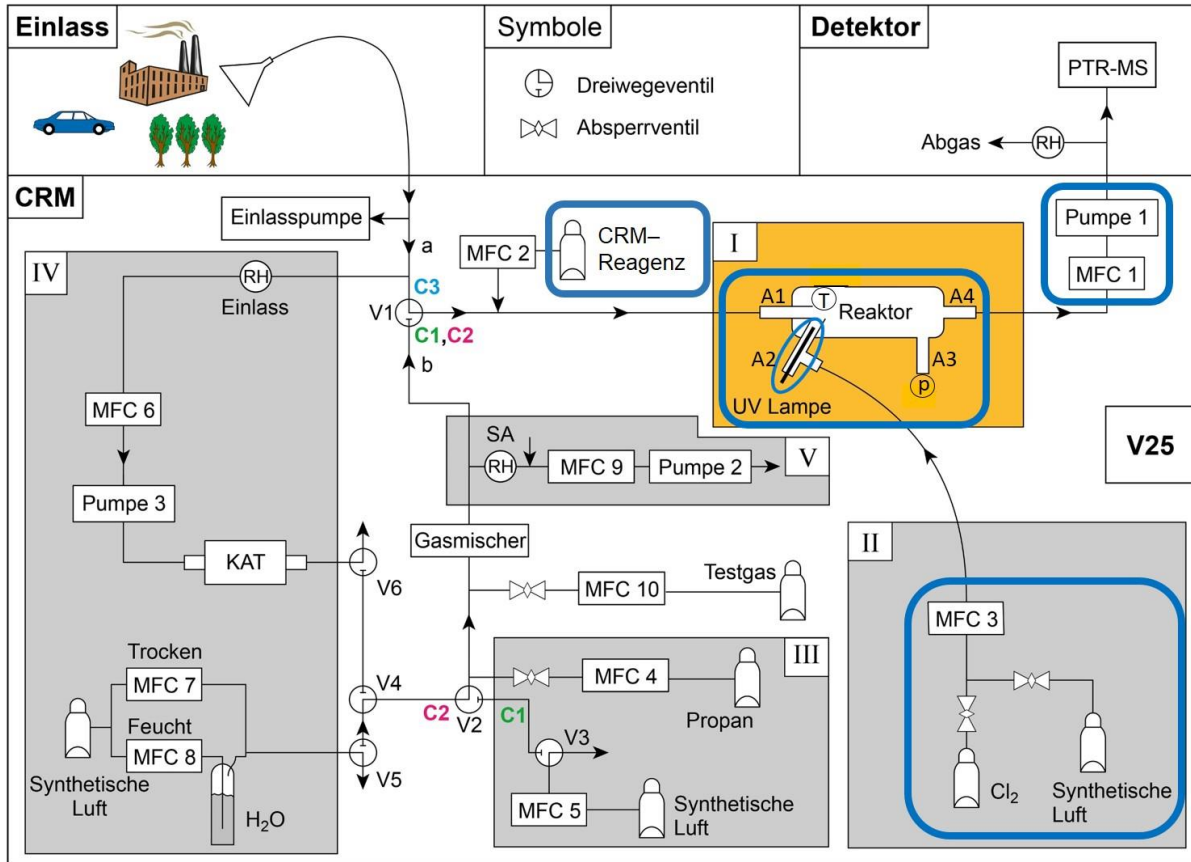 Einlass
Symbole
Dreiwegeventil
Absperrventil
Detektor
PTR-MS
Abgas
RH
CRM
Einlasspumpe
a
IV
RH
Einlass
C3
V1
C1,C2
b
MFC 2
CRM–
Reagenz
I
A1
T
Reaktor
A4
A2
A3
p
UV Lampe
Pumpe 1
MFC 1
V25
MFC 6
Pumpe 3
KAT
V6
SA
RH
MFC 9
Pumpe 2
V
Gasmischer
MFC 10
Testgas
II
MFC 3
Cl2
Synthetische
Luft
Trocken
MFC 7
Feucht
MFC 8
Synthetische
Luft
H2O
V4
V5
C2
V2
C1
III
MFC 4
Propan
V3
MFC 5
Synthetische
Luft